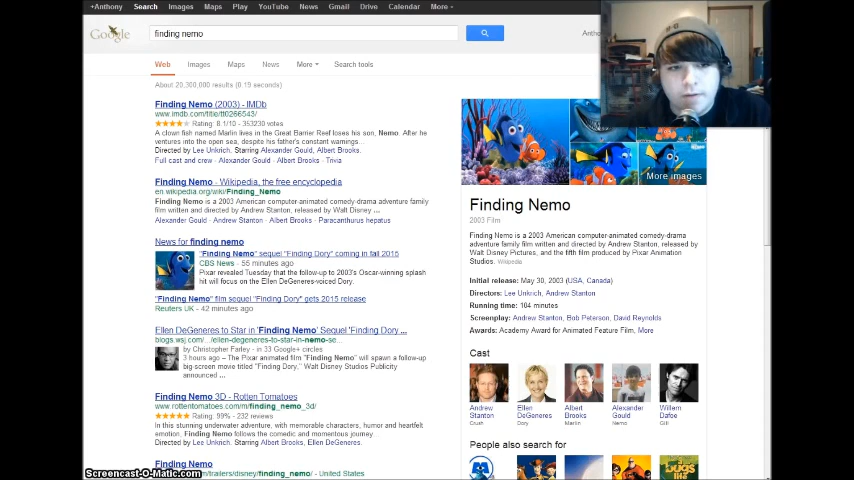 +Anthony Search Images Maps Play YouTube News Gmail Drive Calendar More
Google
finding nemo
Anthe
Web Images Maps News More Search tools
About 20,300,000 results (0.19 seconds)
Finding Nemo (2003) - IMDb
www.imdb.com/title/tt0266543/
Rating: 8.1/10 - 353230 votes
A clown fish named Marlin lives in the Great Barrier Reef loses his son, Nemo. After he
ventures into the open sea, despite his father's constant warnings...
Directed by Lee Unkrich. Starring Alexander Gould, Albert Brooks.
Full cast and crew - Alexander Gould - Albert Brooks - Trivia
Finding Nemo - Wikipedia, the free encyclopedia
en.wikipedia.org/wiki/Finding_Nemo
Finding Nemo is a 2003 American computer-animated comedy-drama adventure family
film written and directed by Andrew Stanton, released by Walt Disney Pictures, and ...
Alexander Gould - Andrew Stanton - Albert Brooks - Paracanthurus hepatus
News for finding nemo
"Finding Nemo" sequel "Finding Dory" coming in fall 2015
CBS News - 55 minutes ago
Pixar revealed Tuesday that the follow-up to 2003's Oscar-winning splash
hit will focus on the Ellen DeGeneres-voiced Dory.
"Finding Nemo" film sequel "Finding Dory" gets 2015 release
Reuters UK - 42 minutes ago
Ellen DeGeneres to Star in 'Finding Nemo' Sequel 'Finding Dory ...
blogs.wsj.com/.../ellen-degeneres-to-star-in-nemo-se...
by Christopher Farley - in 33 Google+ circles
3 hours ago – The Pixar animated film "Finding Nemo" will spawn a follow-up
big-screen movie titled "Finding Dory," Walt Disney Studios Publicity
announced ...
Finding Nemo 3D - Rotten Tomatoes
www.rottentomatoes.com/m/finding_nemo_3d/
Rating: 99% - 232 reviews
In this stunning underwater adventure, with memorable characters, humor and heartfelt
emotion, Finding Nemo follows the comedic and momentous journey...
Directed by Lee Unkrich. Starring Albert Brooks, Ellen DeGeneres.
Finding Nemo
.com/trailers/disney/finding_nemo/ - United States
Screencast-O-Matic.com
More images
Finding Nemo
2003 Film
Finding Nemo is a 2003 American computer-animated comedy-drama
adventure family film written and directed by Andrew Stanton, released by
Walt Disney Pictures, and the fifth film produced by Pixar Animation
Studios. Wikipedia
Initial release: May 30, 2003 (USA, Canada)
Directors: Lee Unkrich, Andrew Stanton
Running time: 104 minutes
Screenplay: Andrew Stanton, Bob Peterson, David Reynolds
Awards: Academy Award for Animated Feature Film, More
Cast
Andrew Stanton Crush
Ellen DeGeneres Dory
Albert Brooks Marlin
Alexander Gould Nemo
Willem Dafoe Gill
People also search for